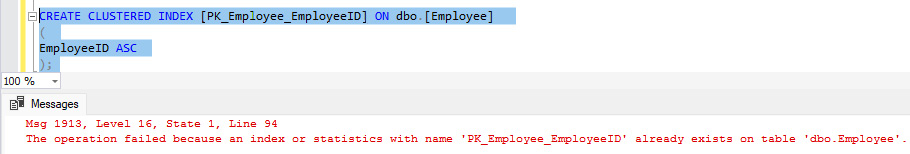 CREATE CLUSTERED INDEX [PK_Employee_EmployeeID] ON dbo.[Employee]
(
EmployeeID ASC
);
100 %
Messages
Msg 1913, Level 16, State 1, Line 94
The operation failed because an index or statistics with name 'PK_Employee_EmployeeID' already exists on table 'dbo.Employee'.